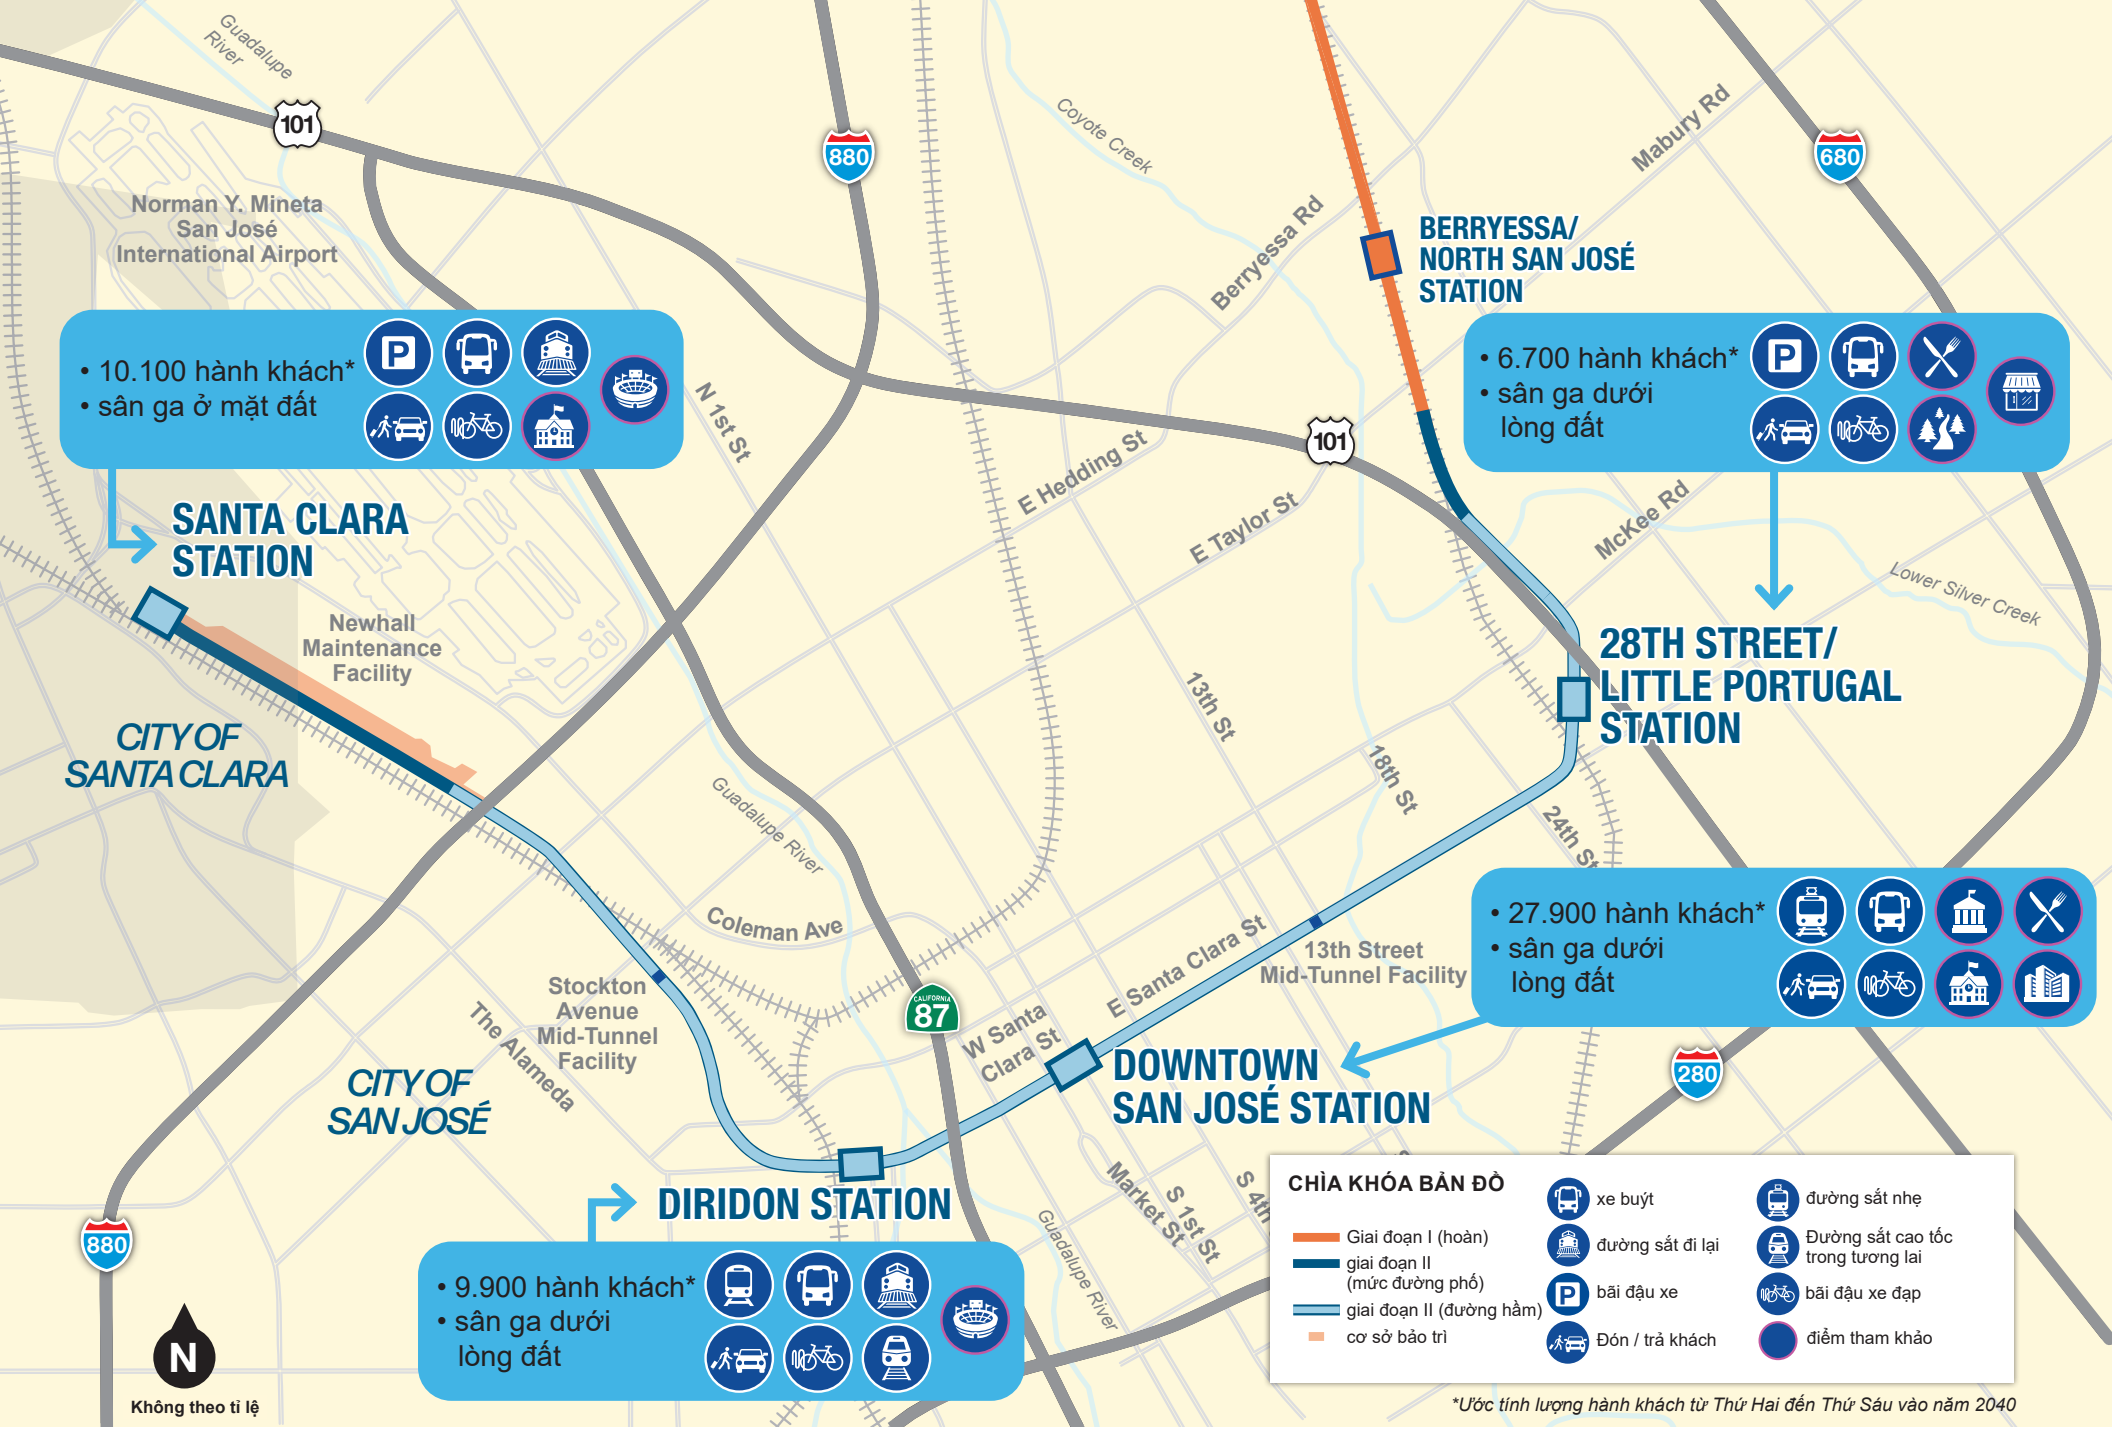 Guadalupe
River
101
880
Coyote Creek
Mabury Rd
680
Norman Y. Mineta
San José
International Airport
Berryessa Rd
BERRYESSA/
NORTH SAN JOSÉ
STATION
• 10.100 hành khách*
• sân ga ở mặt đất
P
• 6.700 hành khách*
• sân ga dưới
lòng đất
P
N 1st St
E Hedding St
101
E Taylor St
McKee Rd
Lower Silver Creek
SANTA CLARA
STATION
Newhall
Maintenance
Facility
28TH STREET/
LITTLE PORTUGAL
STATION
CITY OF
SANTA CLARA
13th St
18th St
24th St
Guadalupe River
Coleman Ave
• 27.900 hành khách*
• sân ga dưới
lòng đất
E Santa Clara St
13th Street
Mid-Tunnel Facility
Stockton
Avenue
Mid-Tunnel
Facility
The Alameda
CALIFORNIA
87
W Santa
Clara St
DOWNTOWN
SAN JOSÉ STATION
280
CITY OF
SAN JOSÉ
DIRIDON STATION
Market St
S 1st St
S 4th
Guadalupe River
880
• 9.900 hành khách*
• sân ga dưới
lòng đất
N
Không theo tỉ lệ
CHÌA KHÓA BẢN ĐỒ
Giai đoạn I (hoàn)
giai đoạn II
(mức đường phố)
giai đoạn II (đường hầm)
cơ sở bảo trì
xe buýt
đường sắt đi lại
P
bãi đậu xe
Đón / trả khách
đường sắt nhẹ
Đường sắt cao tốc
trong tương lai
bãi đậu xe đạp
điểm tham khảo
*Ước tính lượng hành khách từ Thứ Hai đến Thứ Sáu vào năm 2040